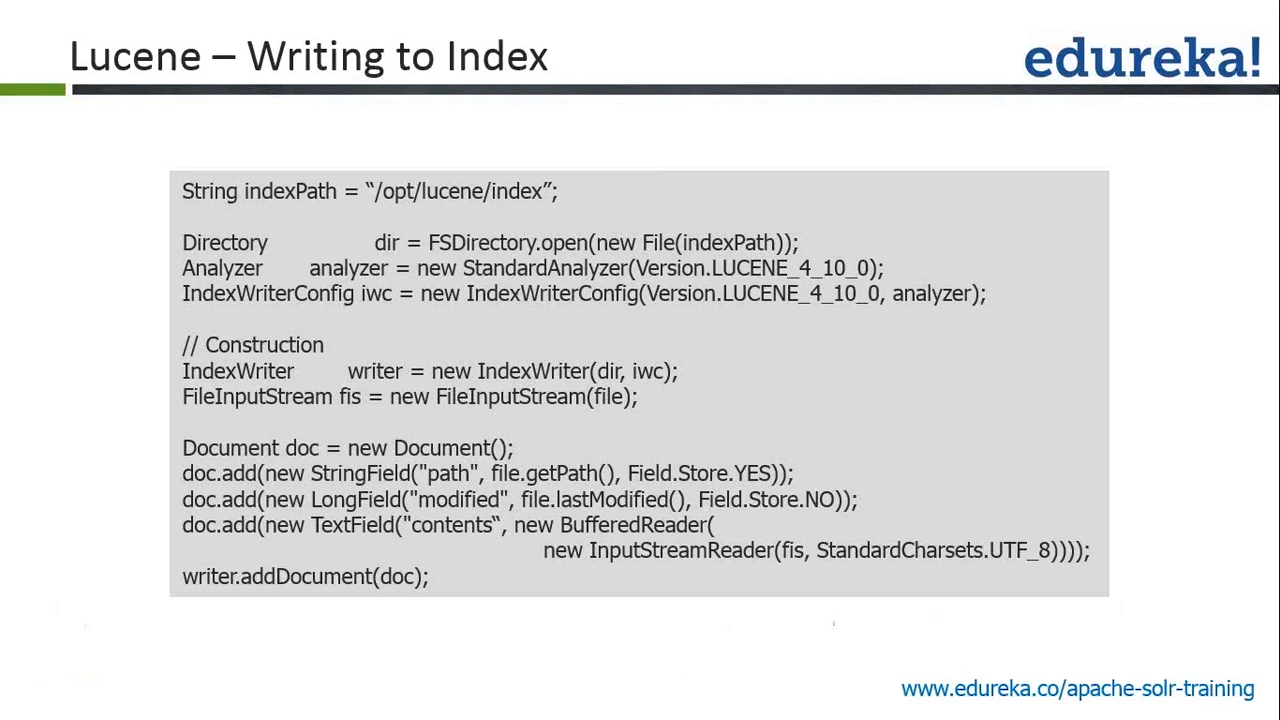 Lucene – Writing to Index
edureka!
String indexPath = “/opt/lucene/index”;
Directory dir = FSDirectory.open(new File(indexPath));
Analyzer analyzer = new StandardAnalyzer(Version.LUCENE_4_10_0);
IndexWriterConfig iwc = new IndexWriterConfig(Version.LUCENE_4_10_0, analyzer);
// Construction
IndexWriter writer = new IndexWriter(dir, iwc);
FileInputStream fis = new FileInputStream(file);
Document doc = new Document();
doc.add(new StringField("path", file.getPath(), Field.Store.YES));
doc.add(new LongField("modified", file.lastModified(), Field.Store.NO));
doc.add(new TextField("contents“, new BufferedReader(
new InputStreamReader(fis, StandardCharsets.UTF_8))));
writer.addDocument(doc);
www.edureka.co/apache-solr-training